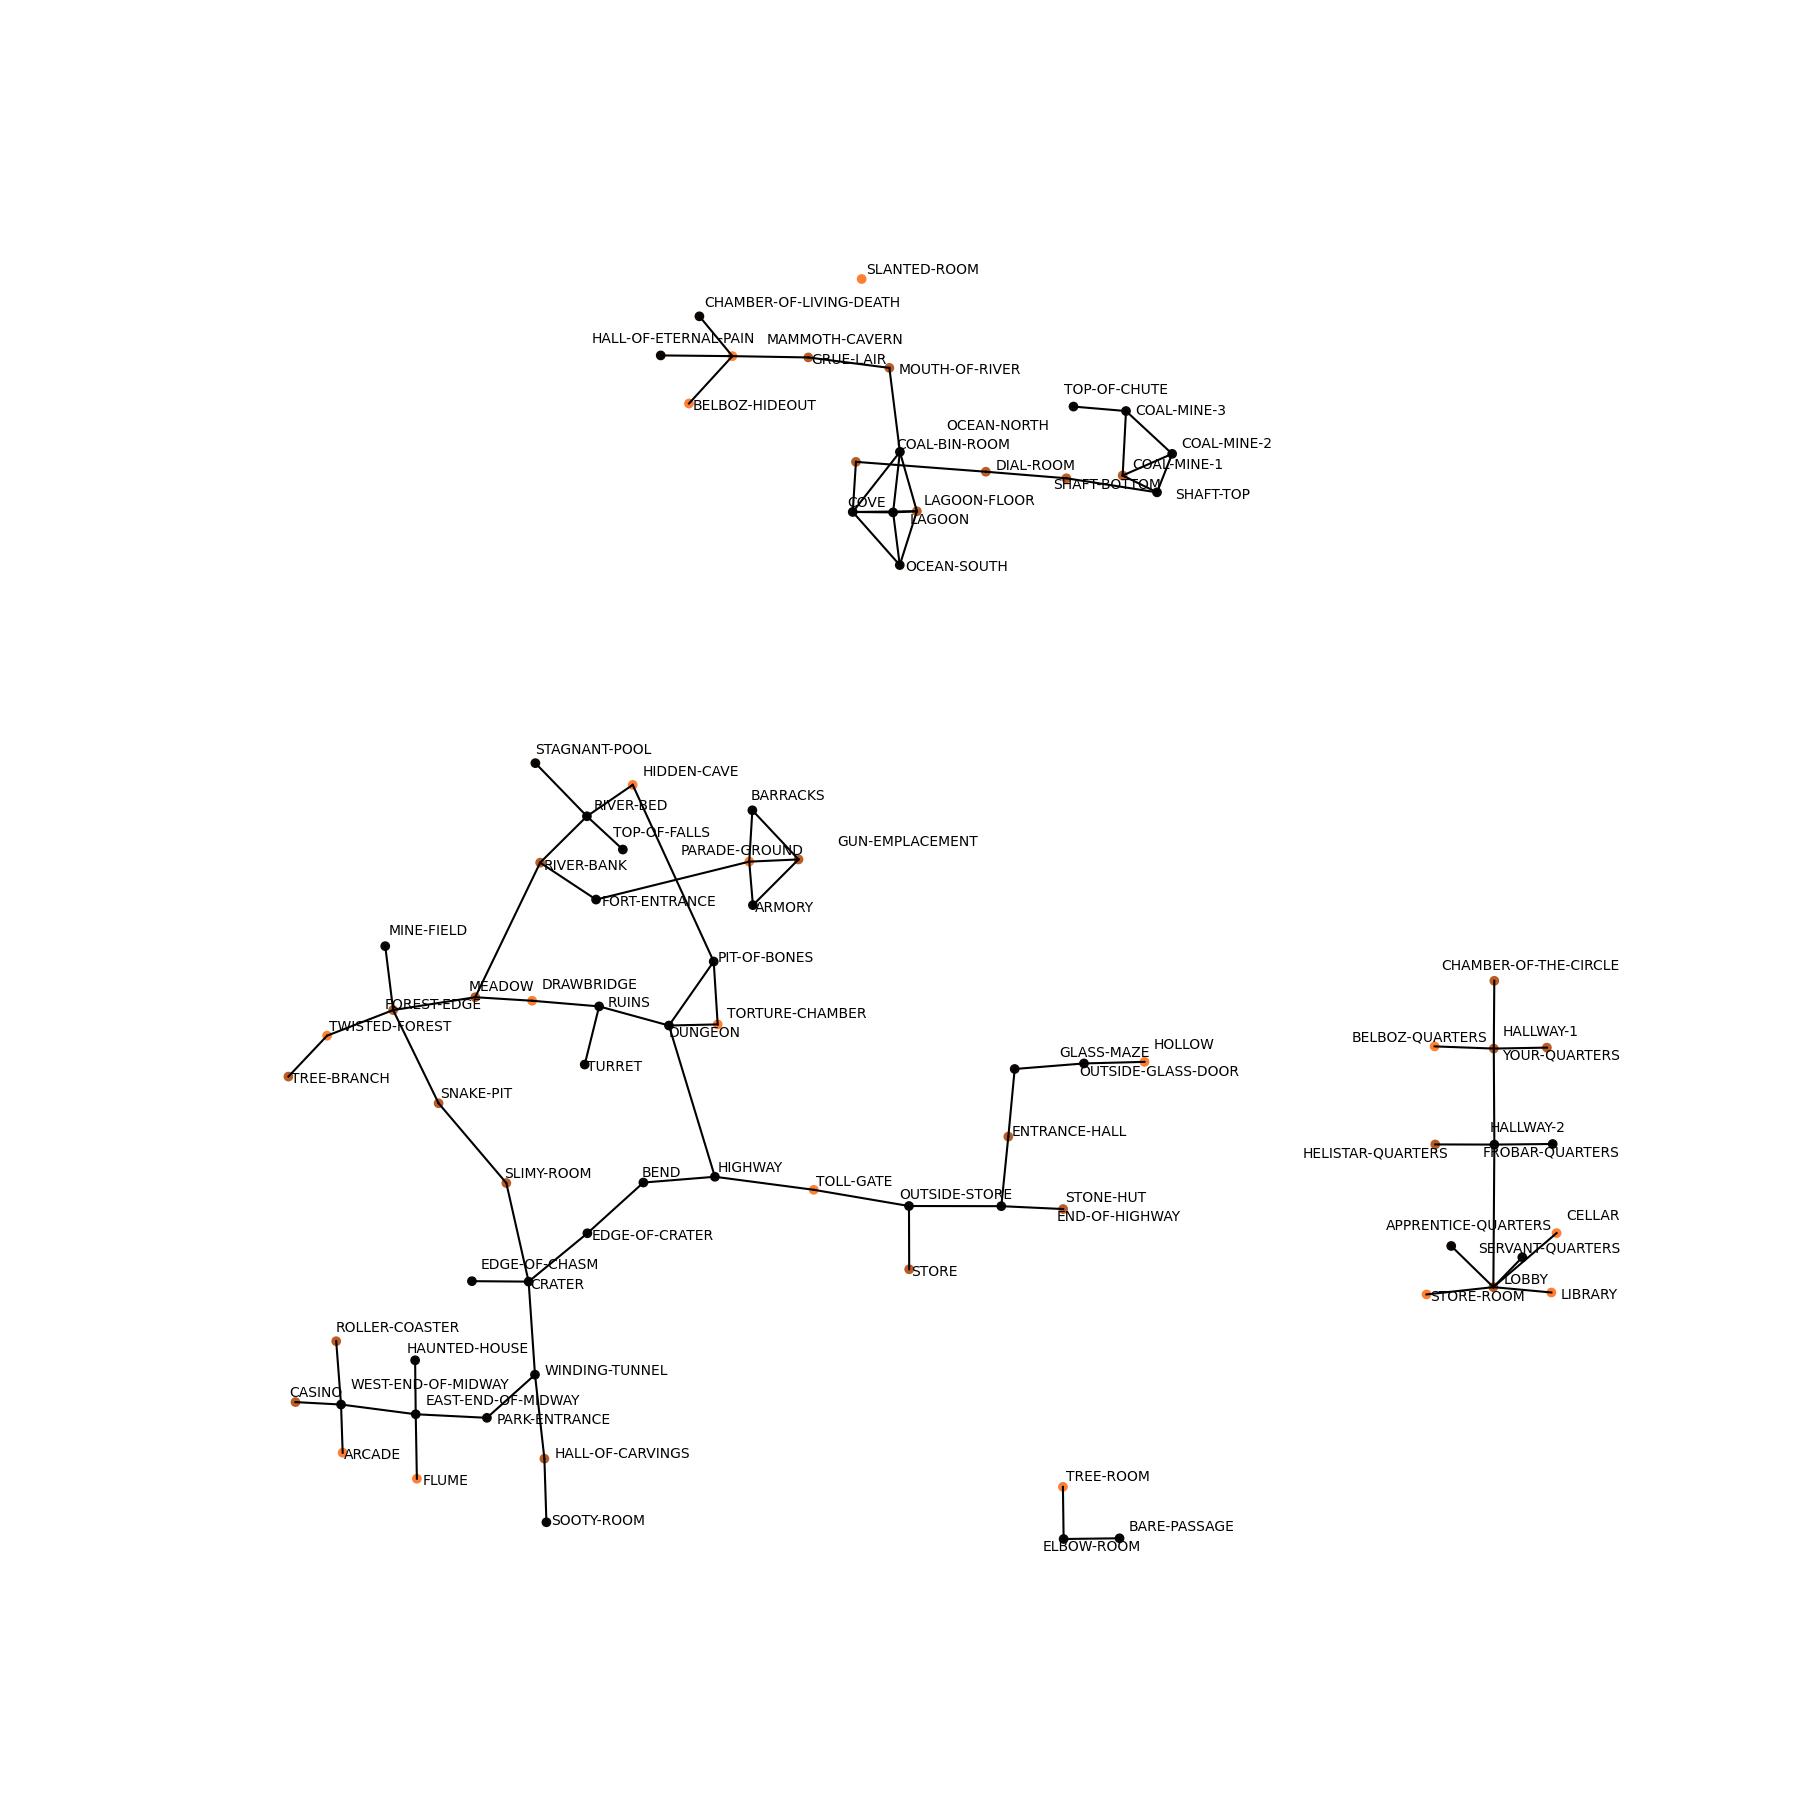 SLANTED-ROOM
CHAMBER-OF-LIVING-DEATH
HALL-OF-ETERNAL-PAIN
MAMMOTH-CAVERN
GRUE-LAIR
MOUTH-OF-RIVER
BELBOZ-HIDEOUT
TOP-OF-CHUTE
COAL-MINE-3
OCEAN-NORTH
COAL-BIN-ROOM
COAL-MINE-2
DIAL-ROOM
COAL-MINE-1
SHAFT-BOTTOM
SHAFT-TOP
COVE
LAGOON-FLOOR
LAGOON
OCEAN-SOUTH
STAGNANT-POOL
HIDDEN-CAVE
BARRACKS
RIVER-BED
TOP-OF-FALLS
GUN-EMPLACEMENT
PARADE-GROUND
RIVER-BANK
FORT-ENTRANCE
ARMORY
MINE-FIELD
PIT-OF-BONES
CHAMBER-OF-THE-CIRCLE
MEADOW
DRAWBRIDGE
FOREST-EDGE
RUINS
TORTURE-CHAMBER
TWISTED-FOREST
DUNGEON
BELBOZ-QUARTERS
HALLWAY-1
YOUR-QUARTERS
GLASS-MAZE
HOLLOW
OUTSIDE-GLASS-DOOR
TURRET
TREE-BRANCH
SNAKE-PIT
ENTRANCE-HALL
HALLWAY-2
HELISTAR-QUARTERS
FROBAR-QUARTERS
SLIMY-ROOM
BEND
HIGHWAY
TOLL-GATE
OUTSIDE-STORE
STONE-HUT
END-OF-HIGHWAY
CELLAR
APPRENTICE-QUARTERS
EDGE-OF-CRATER
SERVANT-QUARTERS
EDGE-OF-CHASM
CRATER
STORE
LOBBY
STORE-ROOM
LIBRARY
ROLLER-COASTER
HAUNTED-HOUSE
WINDING-TUNNEL
CASINO
WEST-END-OF-MIDWAY
EAST-END-OF-MIDWAY
PARK-ENTRANCE
ARCADE
HALL-OF-CARVINGS
FLUME
SOOTY-ROOM
TREE-ROOM
BARE-PASSAGE
ELBOW-ROOM